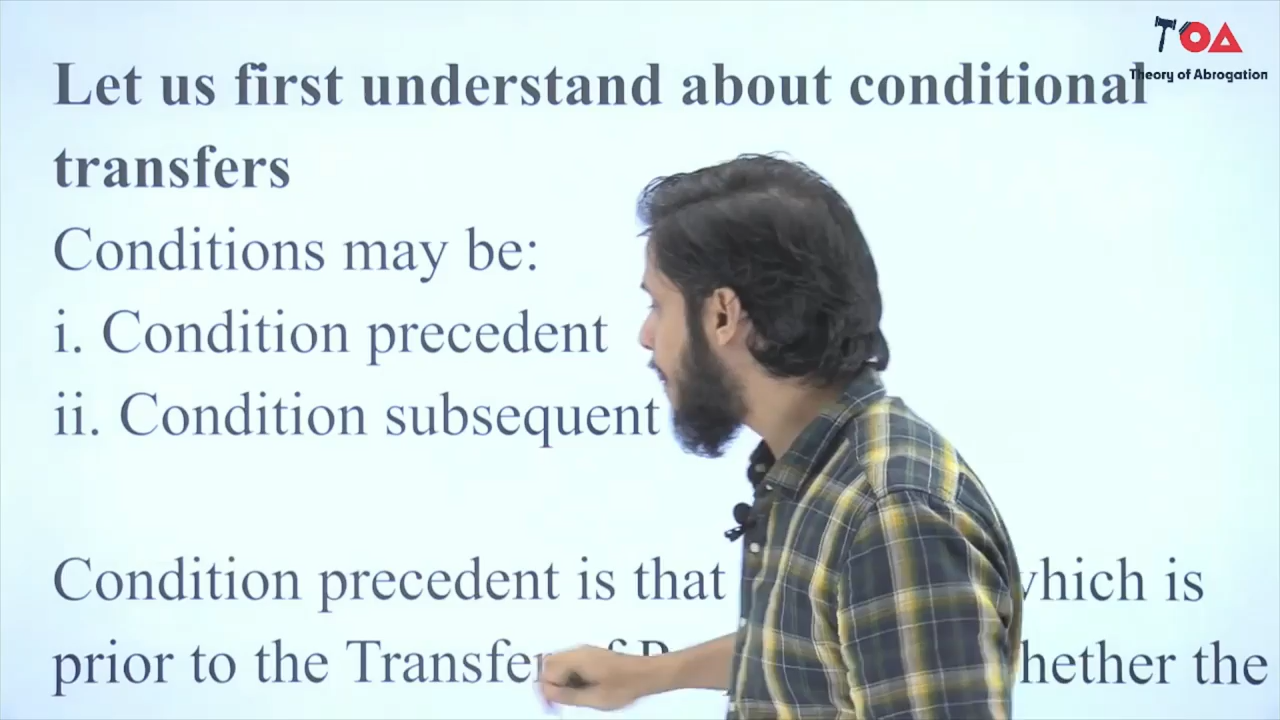 TOA
Theory of Abrogation
Let us first understand about conditional
transfers
Conditions may be:
i. Condition precedent
ii. Condition subsequent
Condition precedent is that which is
prior to the Transfer of the